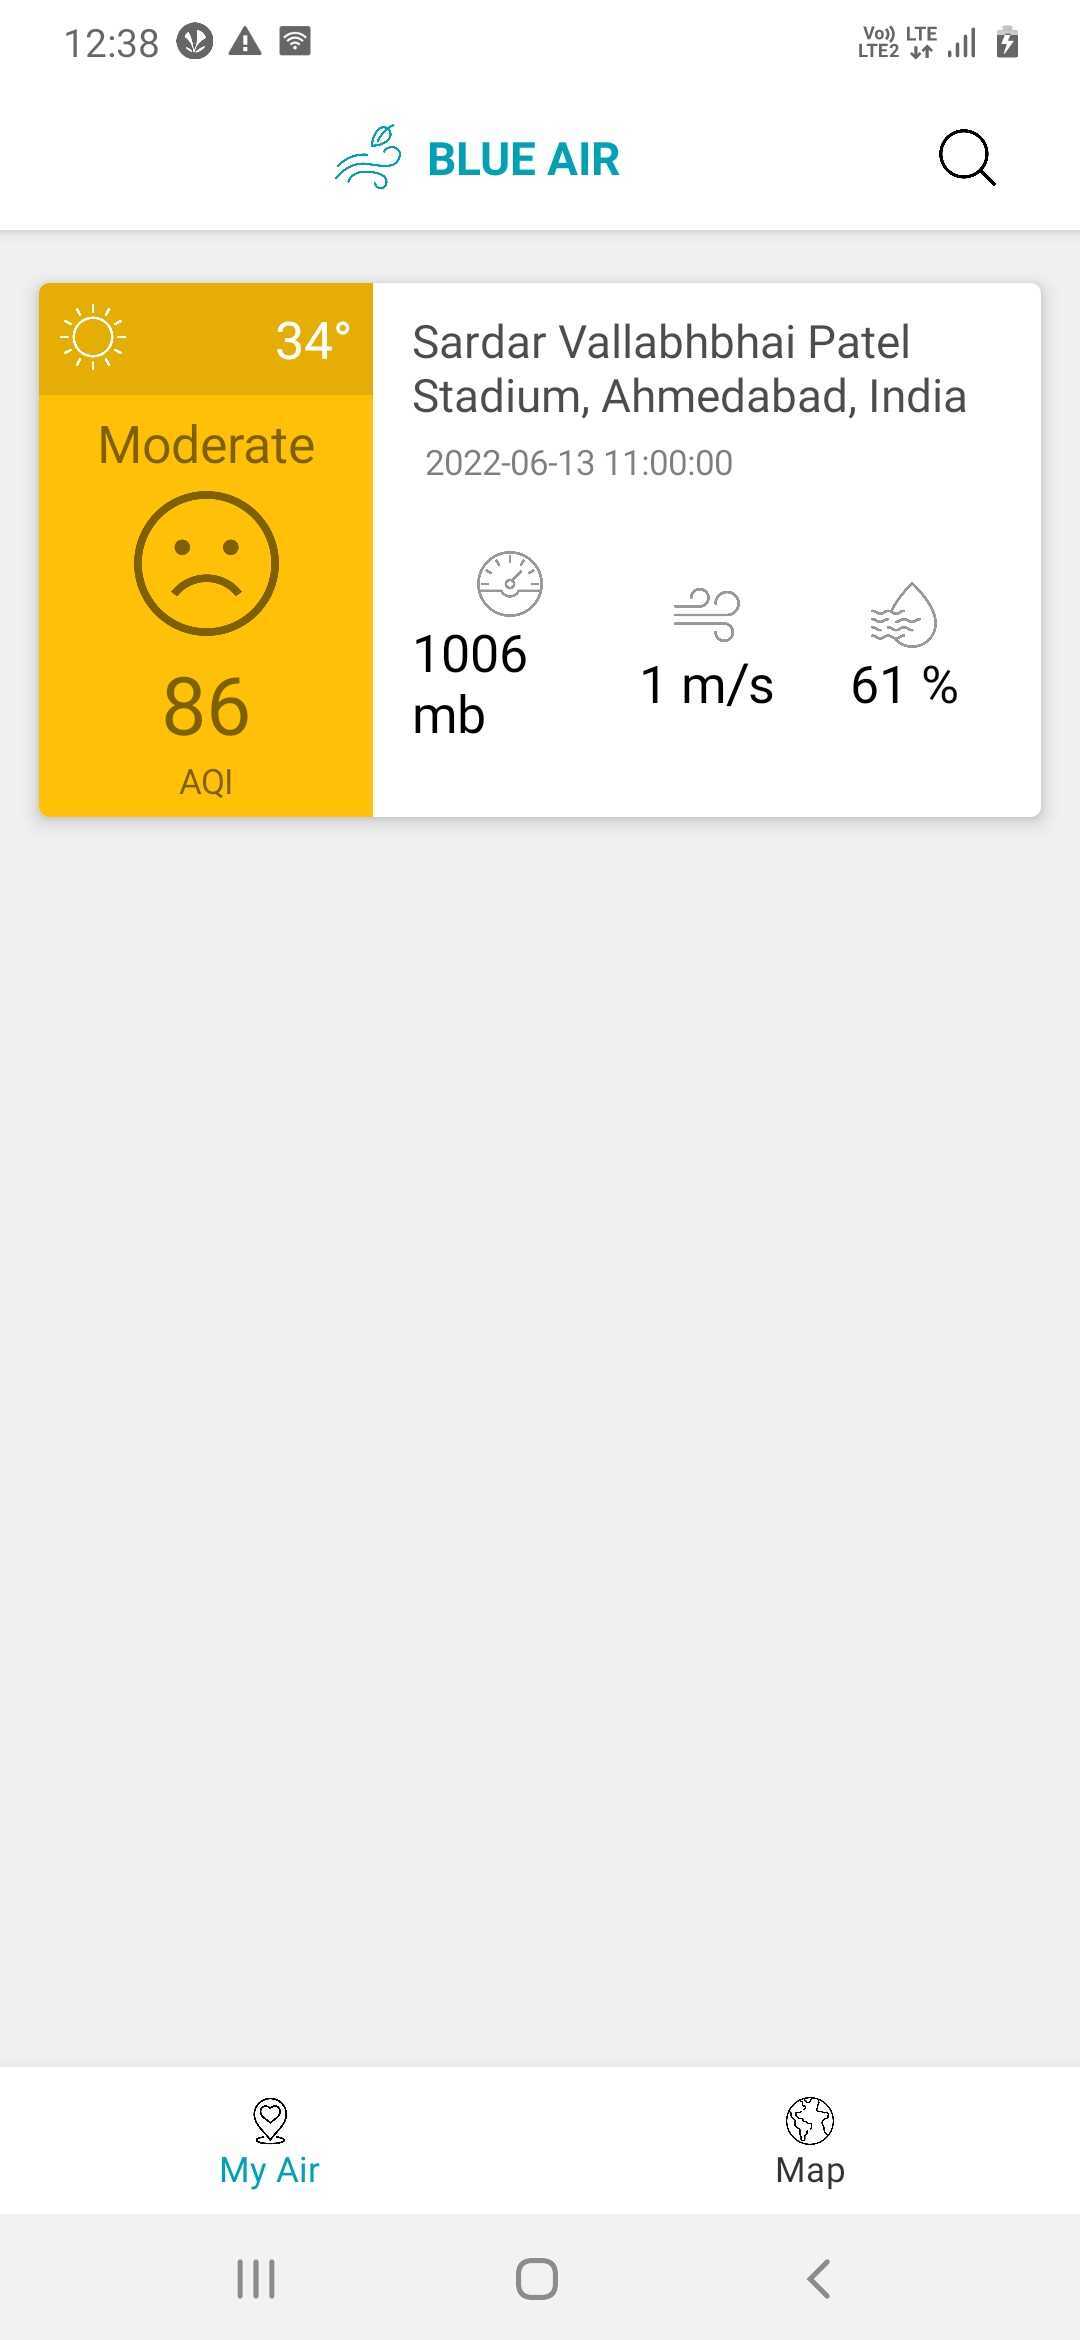 12:38
Vo)) LTE
LTE2
BLUE AIR
34°
Moderate
86
AQI
Sardar Vallabhbhai Patel
Stadium, Ahmedabad, India
2022-06-13 11:00:00
1006
mb
1 m/s
61 %
My Air
Map